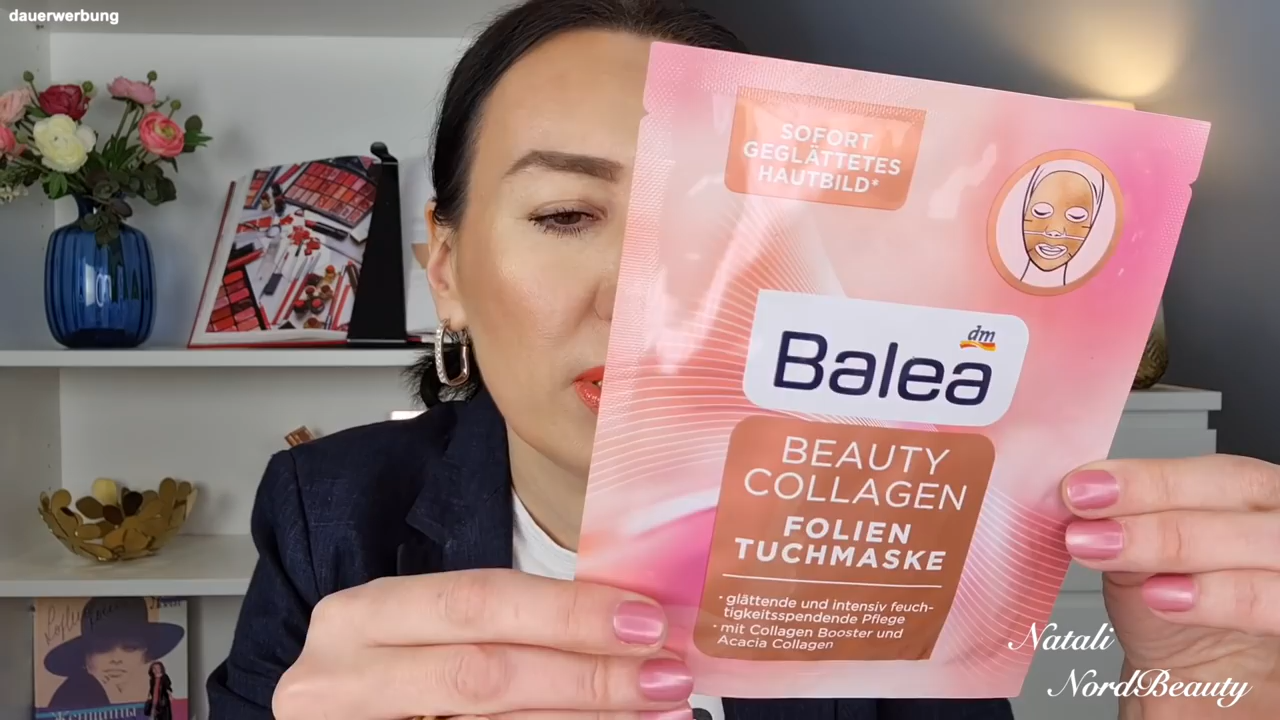 dauerwerbung
SOFORT
GEGLÄTTETES
HAUTBILD*
dm
Balea
BEAUTY
COLLAGEN
FOLIEN
TUCHMASKE
· glättende und intensiv feuch-
tigkeitsspendende Pflege
· mit Collagen Booster und
Acacia Collagen
Natali
NordBeauty